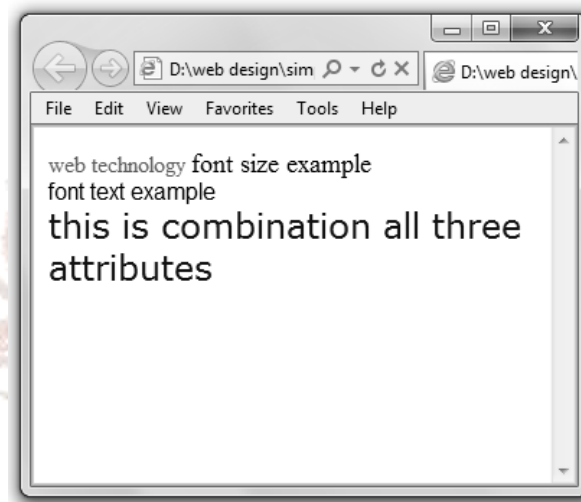 D:\web design\sim
D:\web design\
File Edit View Favorites Tools Help
web technology font size example
font text example
this is combination all three
attributes